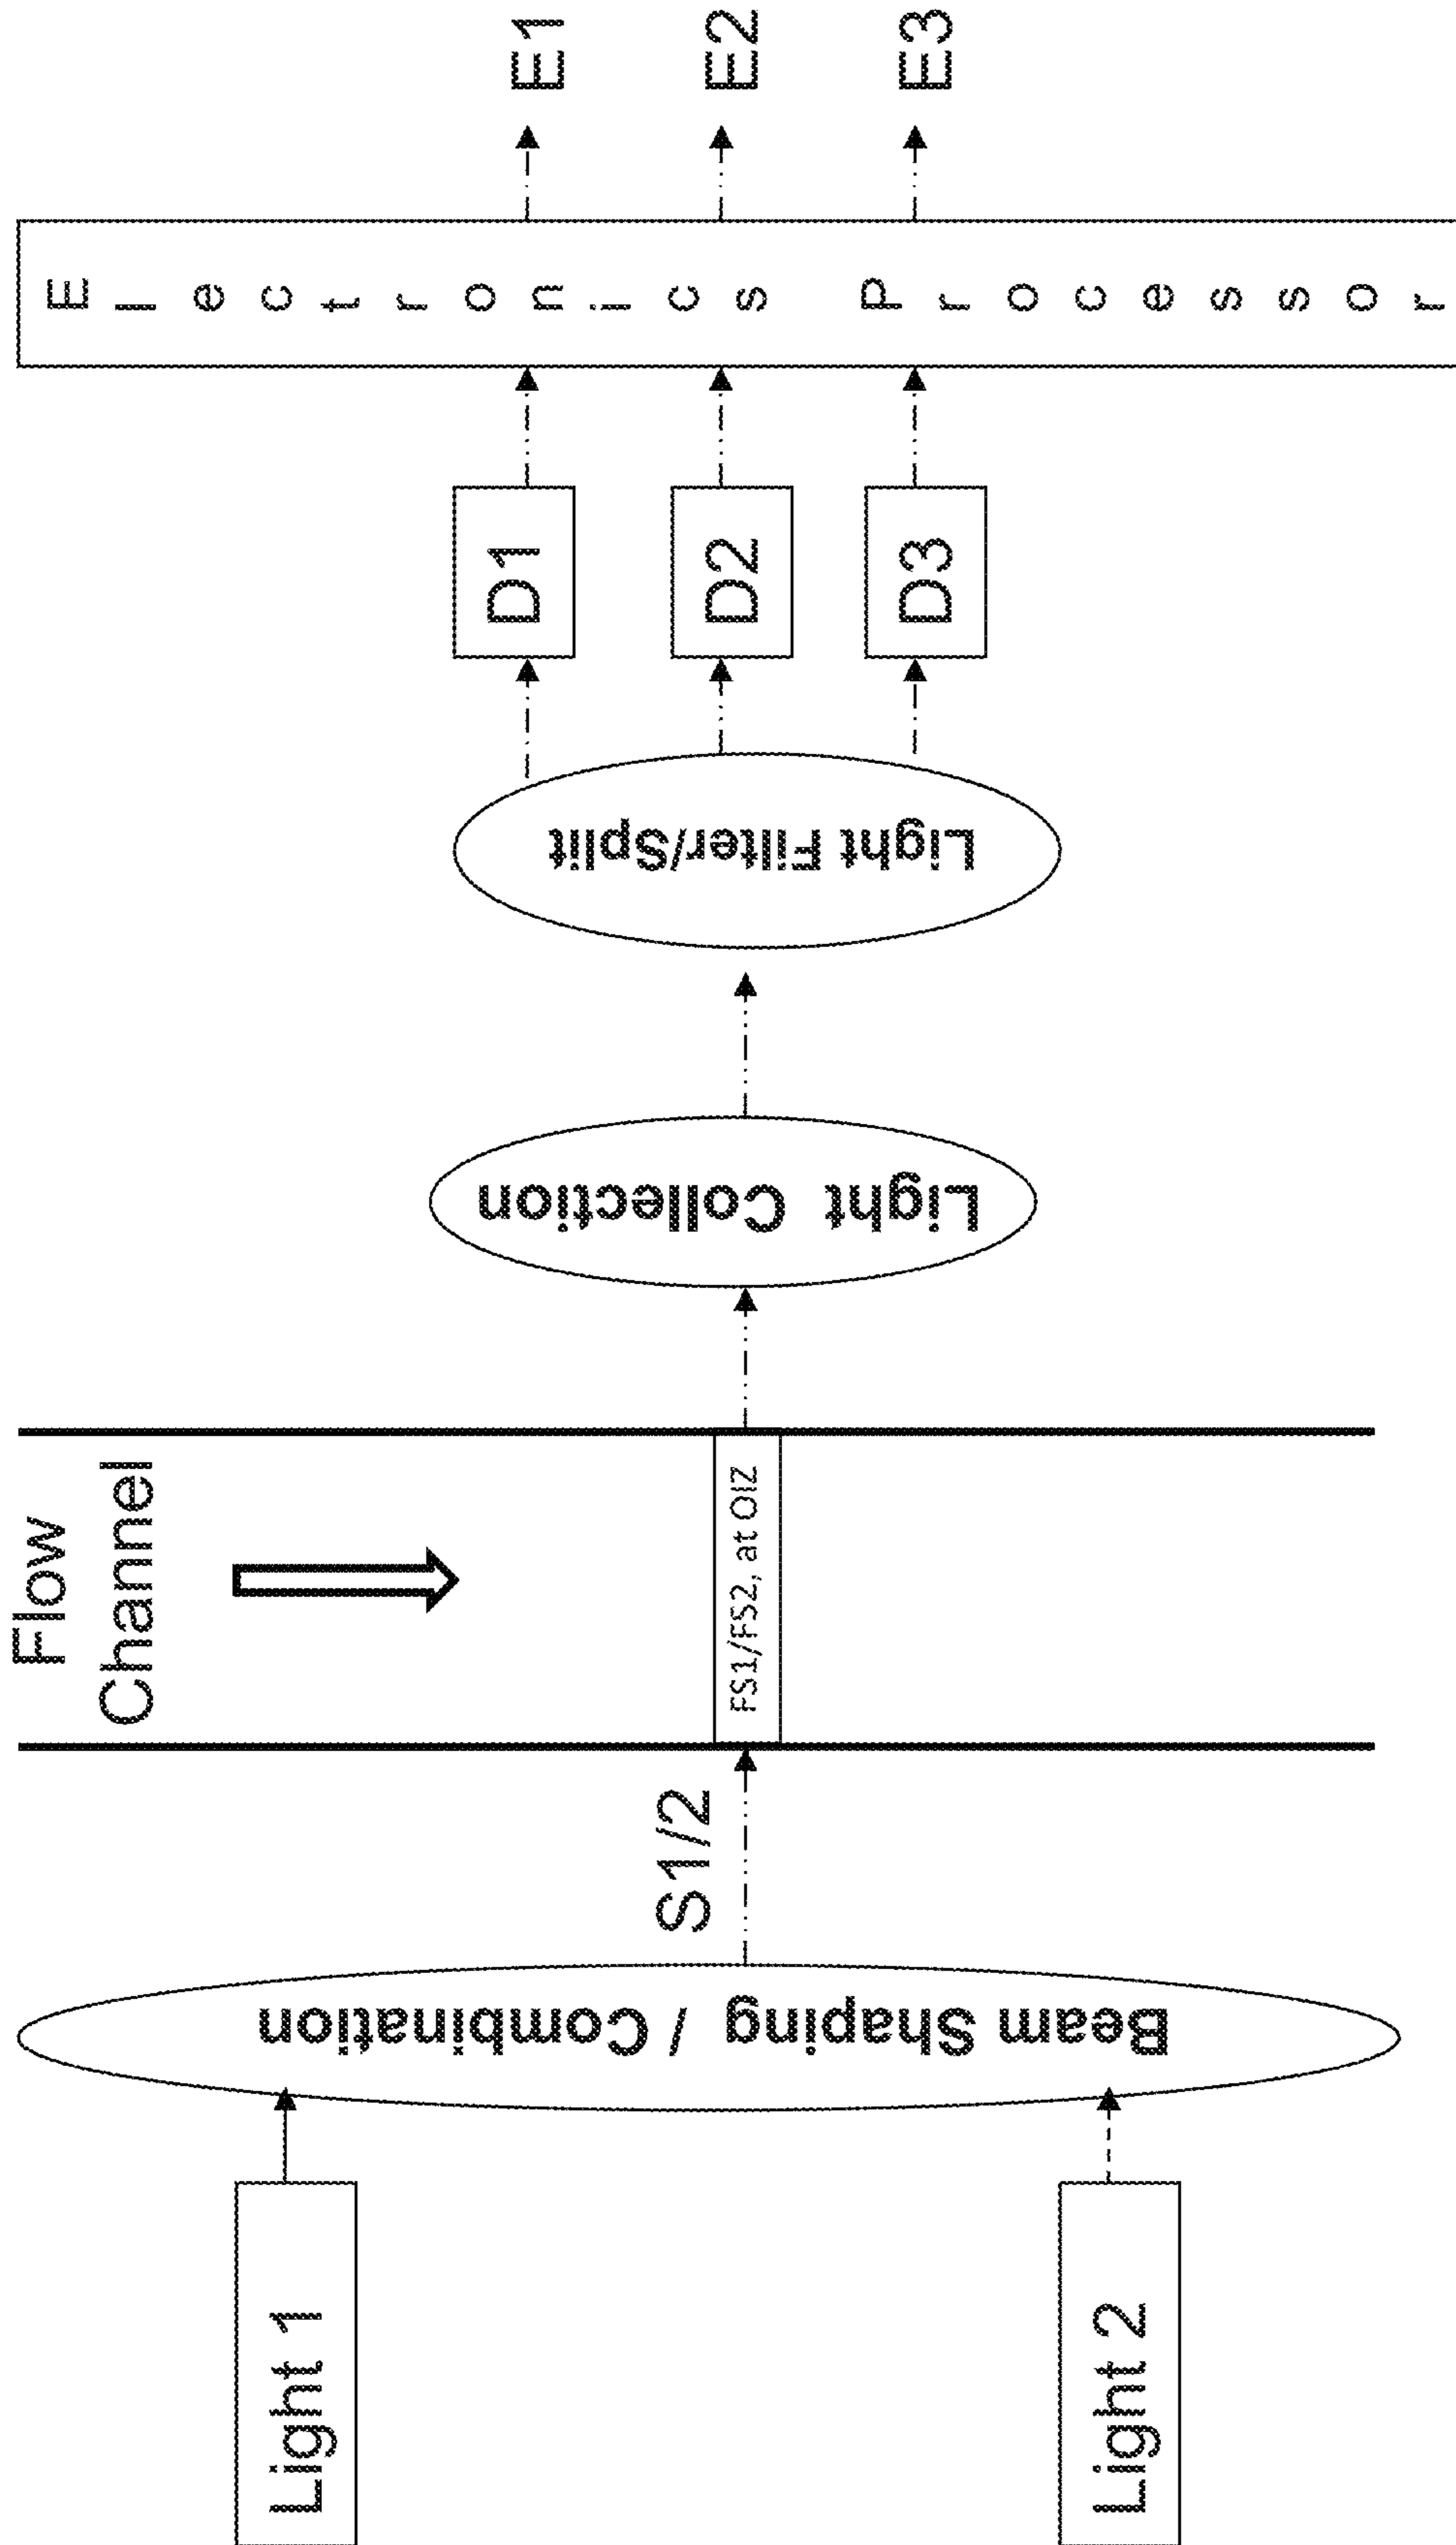 Light 1
Light 2
Beam Shaping / Combination
S1/2
Flow
Channel
FS1/FS2, at OIZ
Light Collection
Light Filter/Split
D1
D2
D3
Electronics Processor
E1
E2
E3